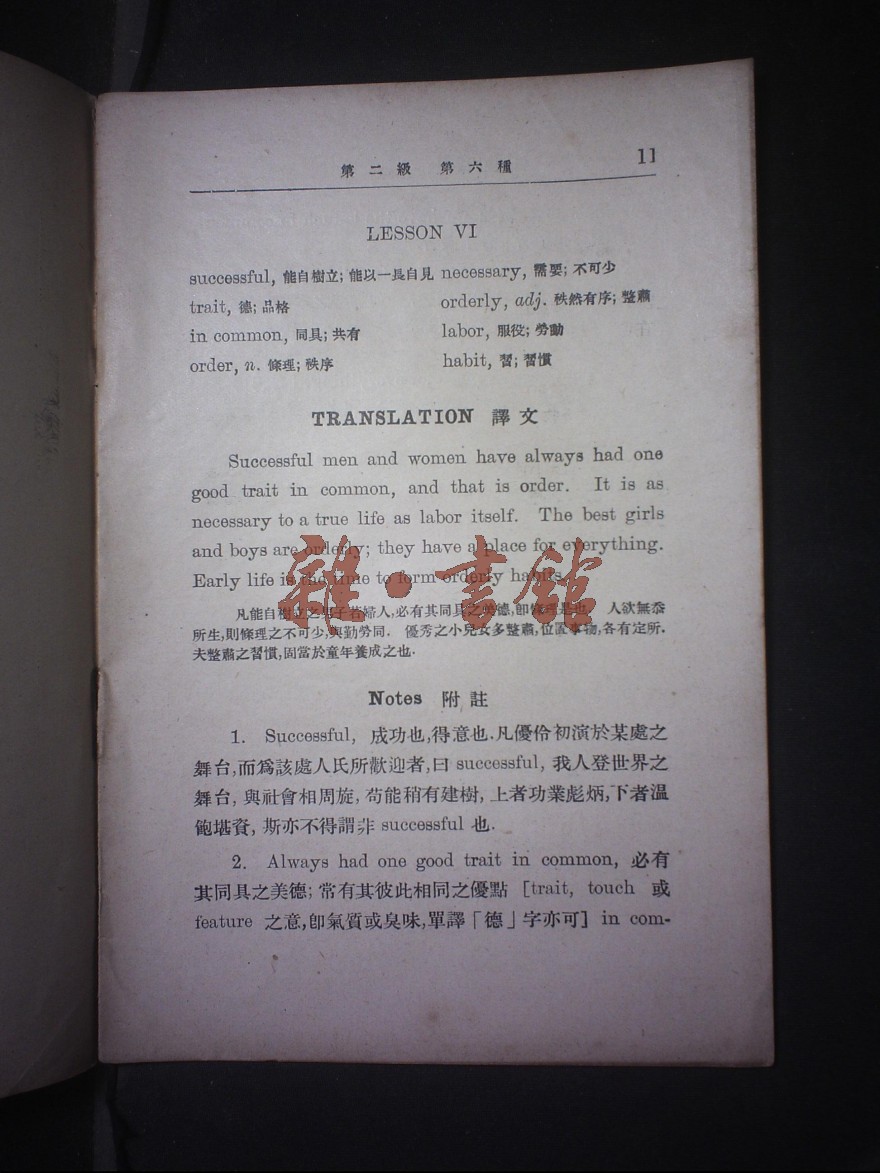 第二級 第六種 11
LESSON VI
successful, 能自樹立; 能以一長自見 necessary, 需要; 不可少
trait, 德; 品格 orderly, adj. 秩然有序; 整肅
in common, 同具; 共有 labor, 服役; 勞動
order, n. 條理; 秩序 habit, 習; 習慣
TRANSLATION 譯文
Successful men and women have always had one
good trait in common, and that is order. It is as
necessary to a true life as labor itself. The best girls
and boys are orderly; they have a place for everything.
Early life is the time to form orderly habits.
凡能自樹立之男子若婦人,必有其同具之美德,卽條理是也. 人欲無忝
所生,則條理之不可少,與勤勞同. 優秀之小兒女多整肅,位置事物,各有定所.
夫整肅之習慣,固當於童年養成之也.
雜·書館
Notes 附註
1. Successful, 成功也,得意也.凡優伶初演於某處之
舞台,而爲該處人民所歡迎者,曰 successful, 我人登世界之
舞台, 與社會相周旋, 苟能稍有建樹, 上者功業彪炳,下者温
飽堪資, 斯亦不得謂非 successful 也.
2. Always had one good trait in common, 必有
其同具之美德; 常有其彼此相同之優點 [trait, touch 或
feature 之意,卽氣質或臭味,單譯「德」字亦可] in com-